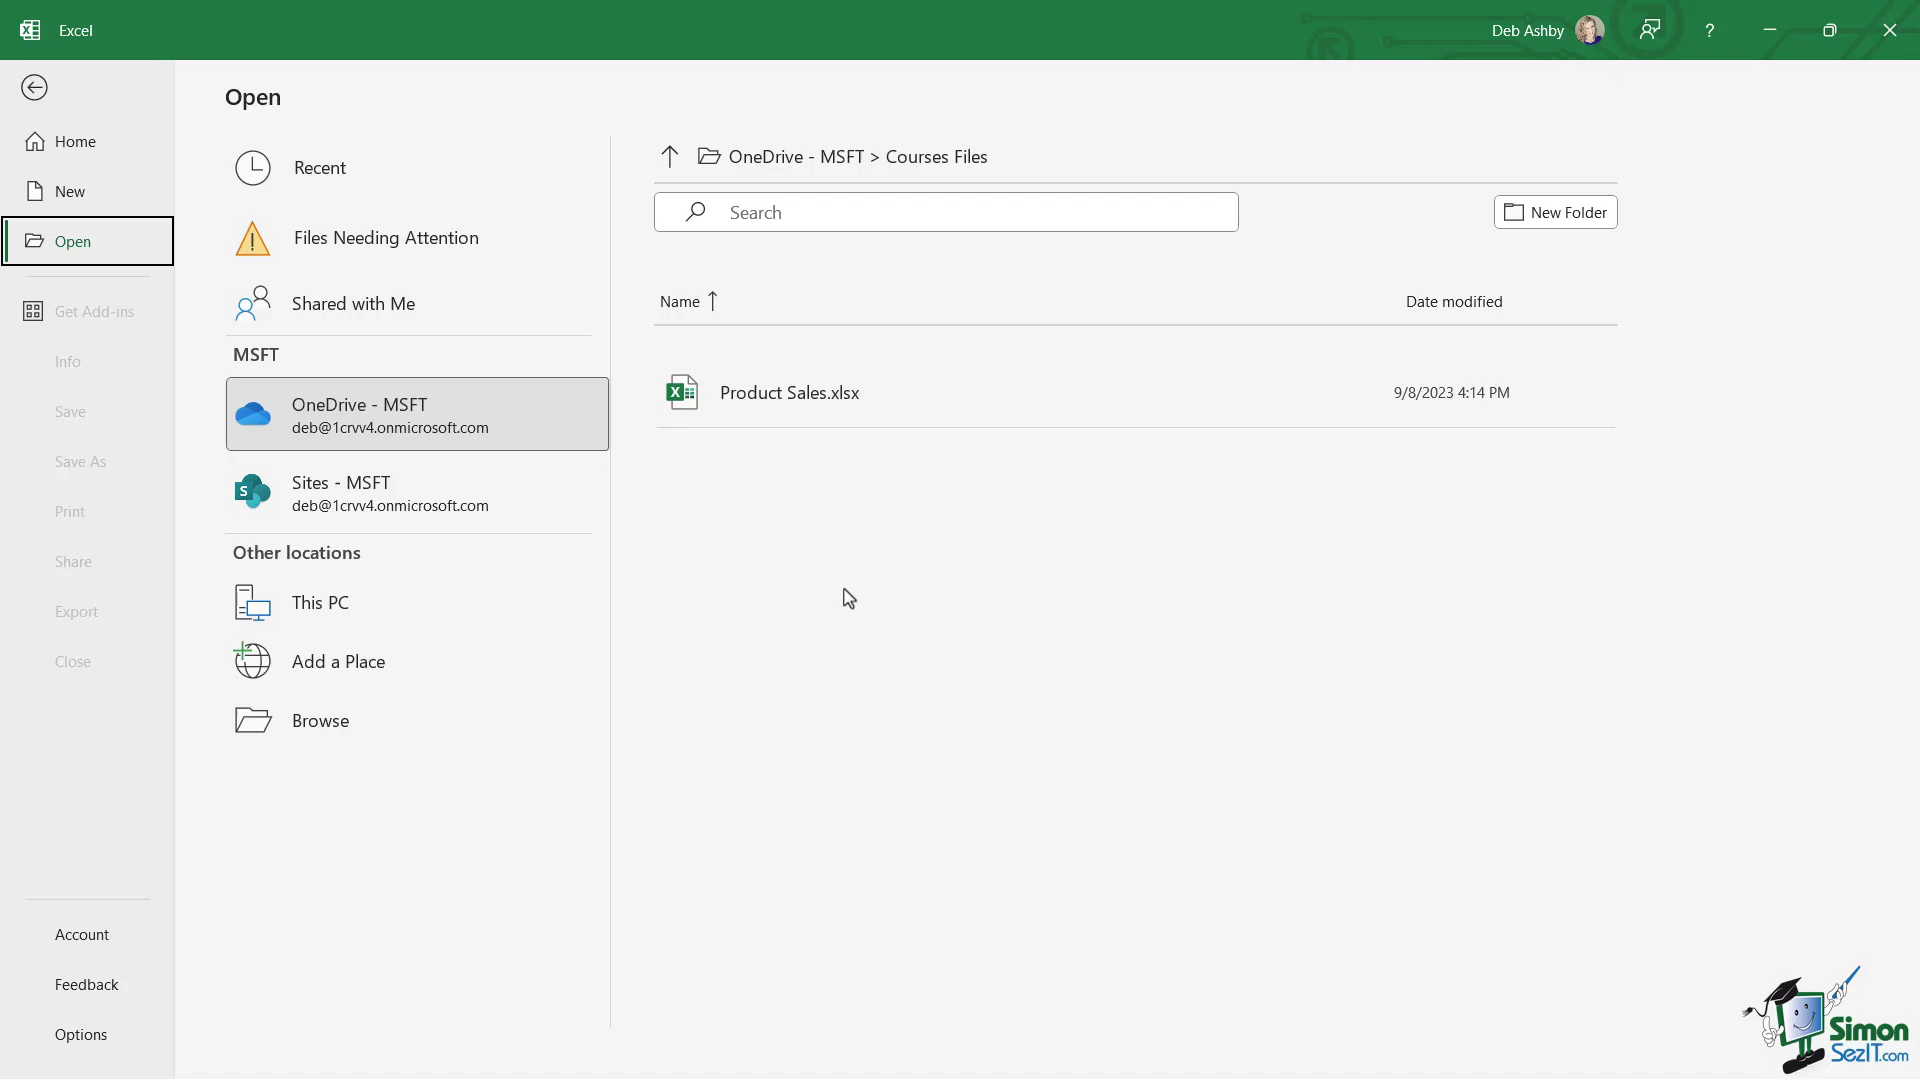 Excel
Deb Ashby
?
Home
New
Open
Get Add-ins
Info
Save
Save As
Print
Share
Export
Close
Account
Feedback
Options
Open
Recent
Files Needing Attention
Shared with Me
MSFT
OneDrive - MSFT
deb@1crvv4.onmicrosoft.com
Sites - MSFT
deb@1crvv4.onmicrosoft.com
Other locations
This PC
Add a Place
Browse
OneDrive - MSFT > Courses Files
Search
New Folder
Name
Date modified
Product Sales.xlsx
9/8/2023 4:14 PM
Simon
SezIT.com